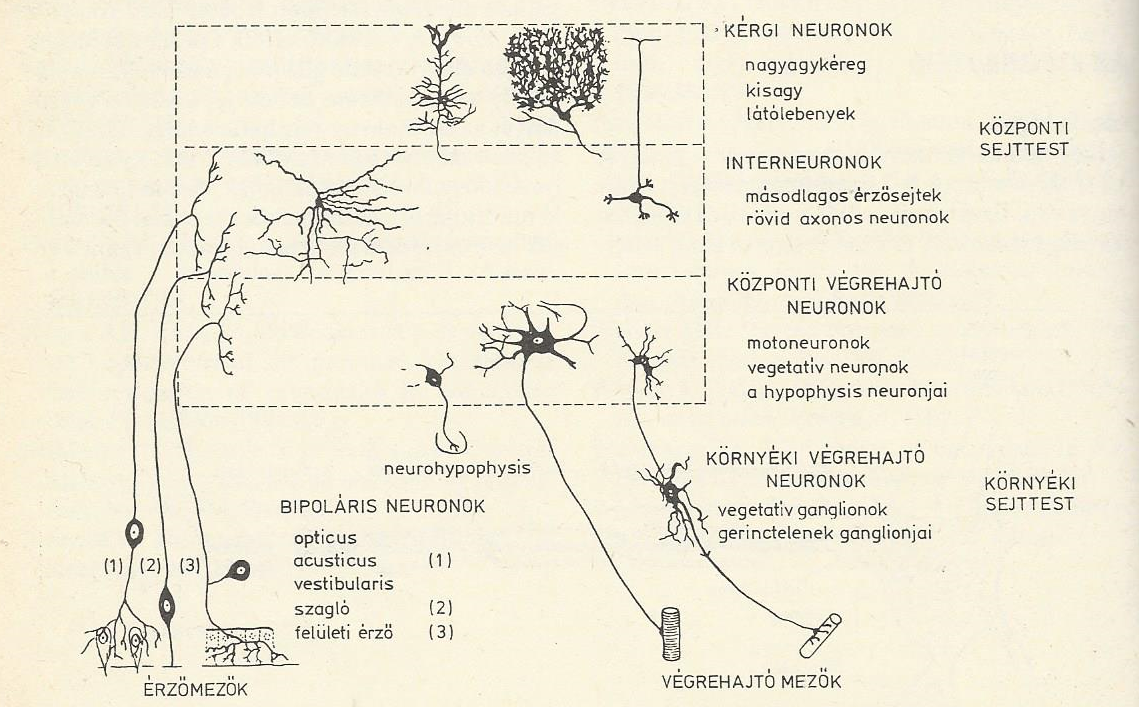 KÉRGI NEURONOK
nagyagykéreg
kisagy
látólebenyek
KÖZPONTI
SEJTTEST
INTERNEURONOK
másodlagos érzősejtek
rövid axonos neuronok
KÖZPONTI VÉGREHAJTÓ
NEURONOK
motoneuronok
vegetatív neuronok
a hypophysis neuronjai
neurohypophysis
KÖRNYÉKI VÉGREHAJTÓ
NEURONOK
vegetatív ganglionok
gerinctelenek ganglionjai
KÖRNYÉKI
SEJTTEST
BIPOLÁRIS NEURONOK
opticus
acusticus (1)
vestibularis
szagló (2)
felületi érző (3)
(1) (2) (3)
ÉRZŐMEZŐK
VÉGREHAJTÓ MEZŐK